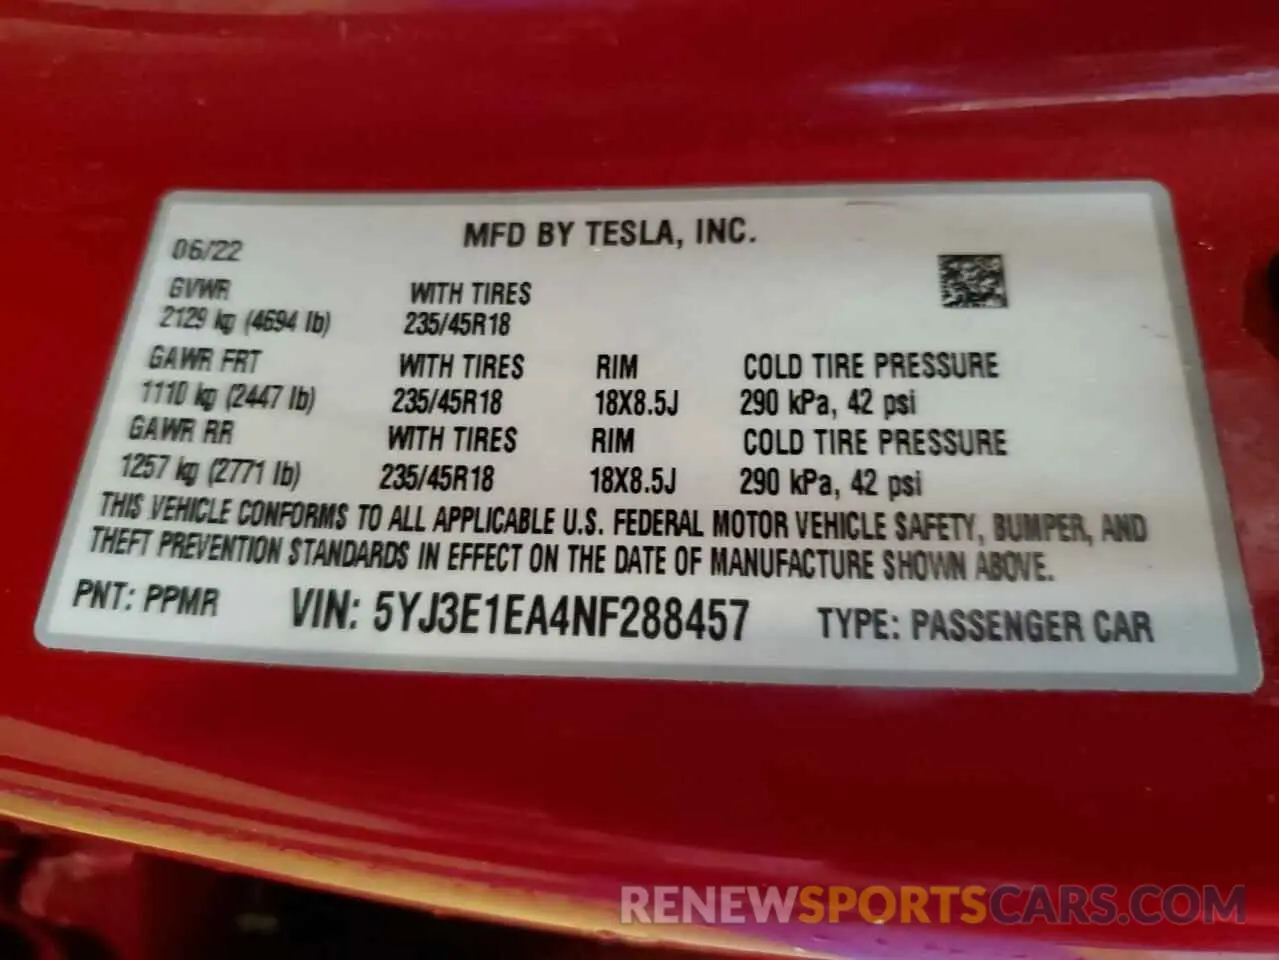 MFD BY TESLA, INC.
06/22
GVWR WITH TIRES
2129 kg (4694 lb) 235/45R18
GAWR FRT WITH TIRES RIM COLD TIRE PRESSURE
1110 kg (2447 lb) 235/45R18 18X8.5J 290 kPa, 42 psi
GAWR RR WITH TIRES RIM COLD TIRE PRESSURE
1257 kg (2771 lb) 235/45R18 18X8.5J 290 kPa, 42 psi
THIS VEHICLE CONFORMS TO ALL APPLICABLE U.S. FEDERAL MOTOR VEHICLE SAFETY, BUMPER, AND
THEFT PREVENTION STANDARDS IN EFFECT ON THE DATE OF MANUFACTURE SHOWN ABOVE.
PNT: PPMR VIN: 5YJ3E1EA4NF288457 TYPE: PASSENGER CAR
RENEWSPORTSCARS.COM